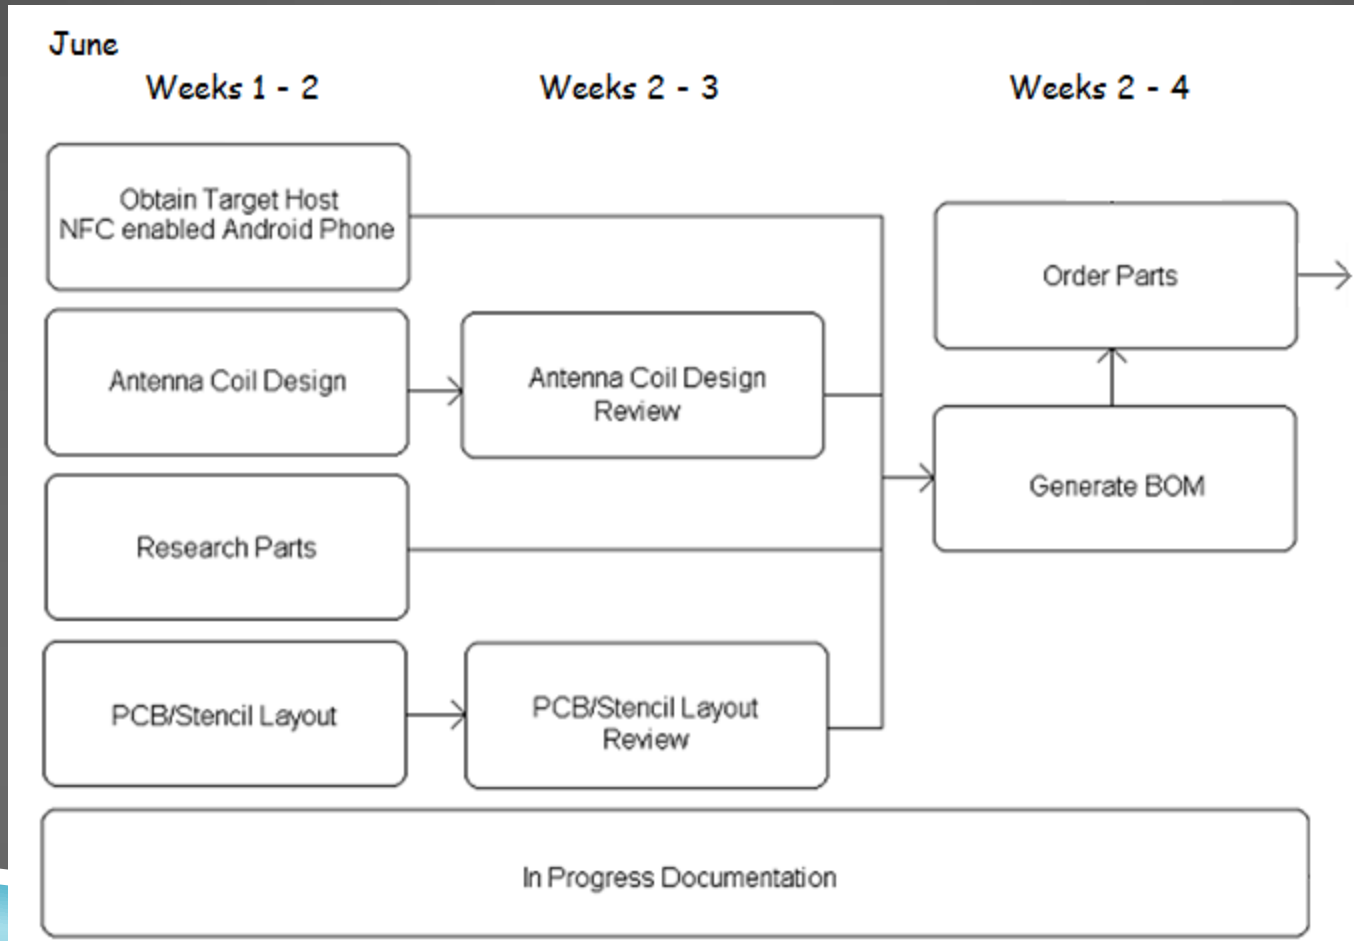 June
Weeks 1 - 2
Weeks 2 - 3
Weeks 2 - 4
Obtain Target Host
NFC enabled Android Phone
Order Parts
Antenna Coil Design
Antenna Coil Design
Review
Generate BOM
Research Parts
PCB/Stencil Layout
PCB/Stencil Layout
Review
In Progress Documentation